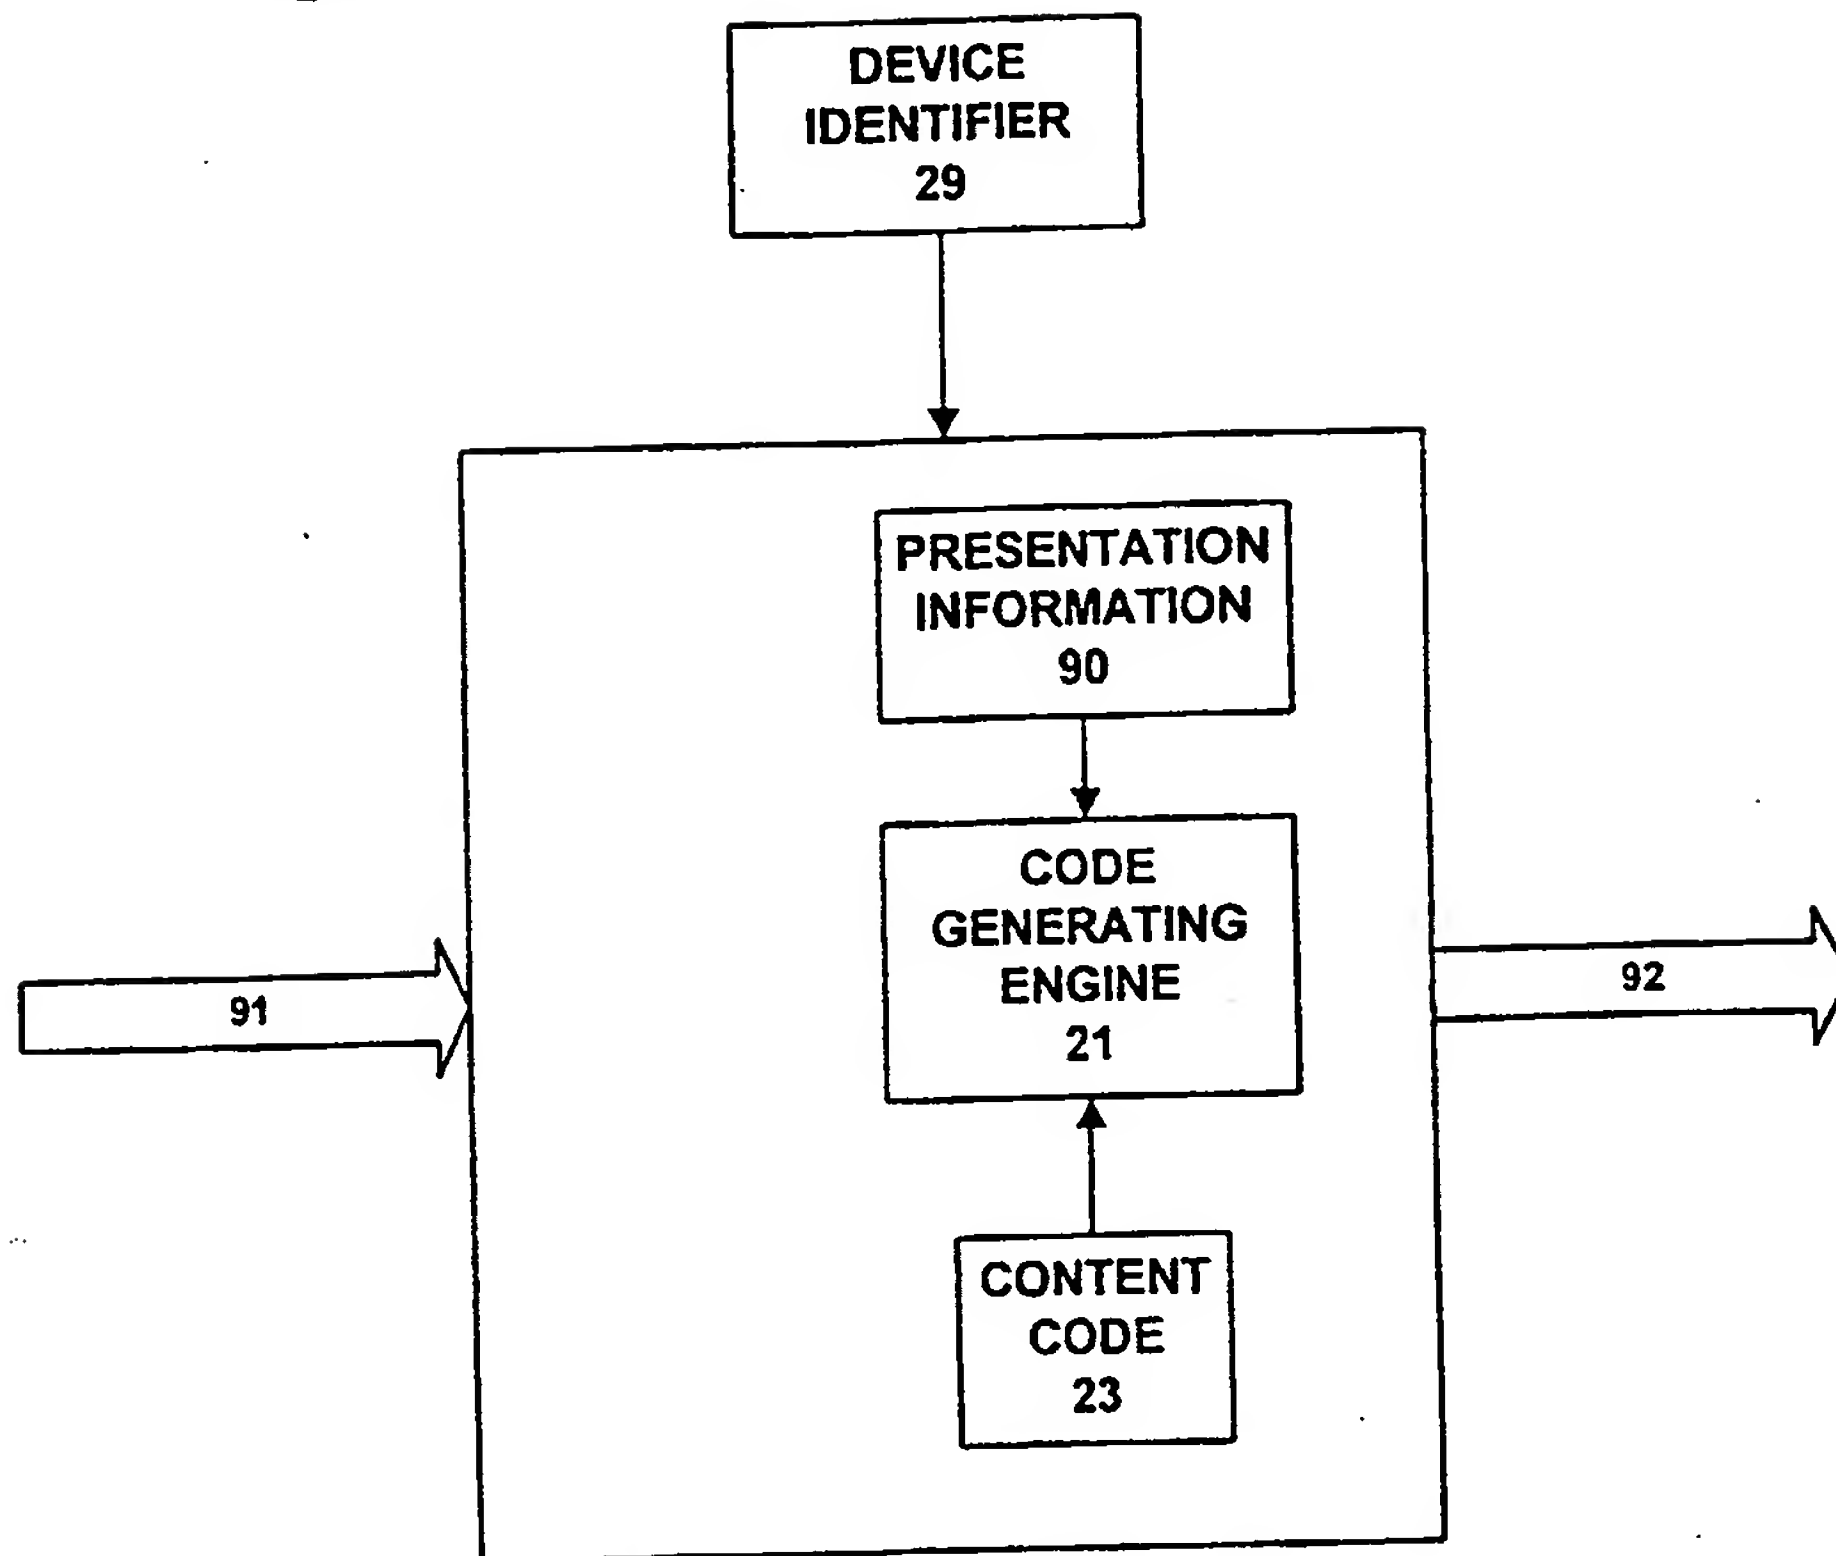 DEVICE
IDENTIFIER
29
PRESENTATION
INFORMATION
90
CODE
GENERATING
ENGINE
21
91
92
CONTENT
CODE
23